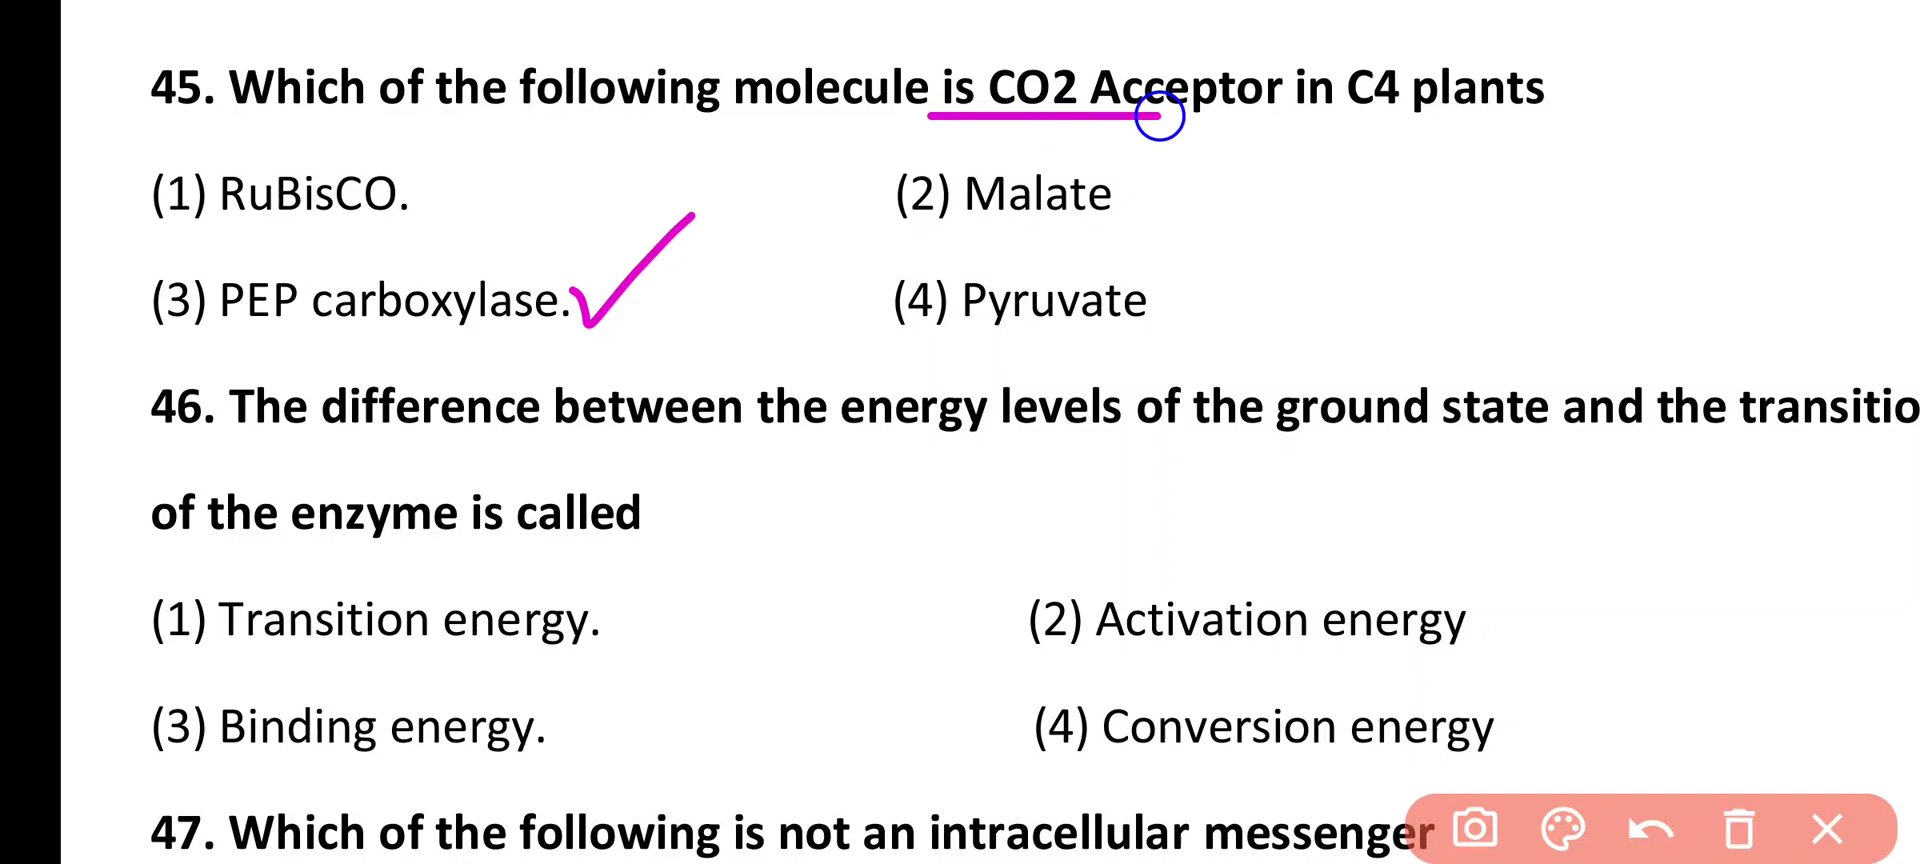 45. Which of the following molecule is CO2 Acceptor in C4 plants
(1) RuBisCO. (2) Malate
(3) PEP carboxylase. (4) Pyruvate
46. The difference between the energy levels of the ground state and the transitio
of the enzyme is called
(1) Transition energy. (2) Activation energy
(3) Binding energy. (4) Conversion energy
47. Which of the following is not an intracellular messenger